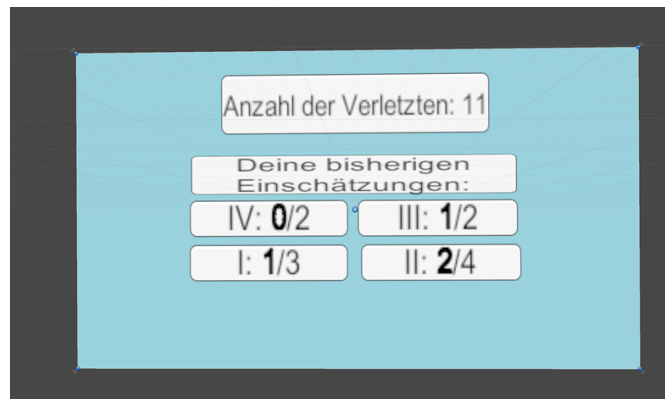 Anzahl der Verletzten: 11
Deine bisherigen
Einschätzungen:
IV: 0/2
III: 1/2
I: 1/3
II: 2/4